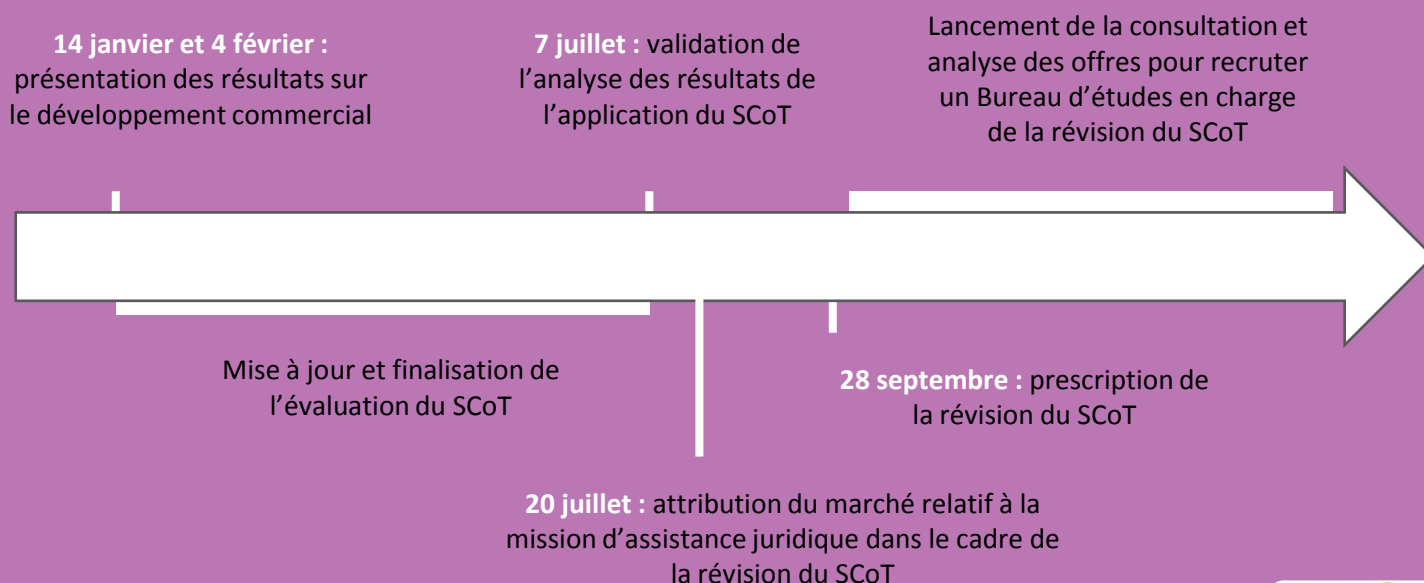 14 janvier et 4 février :
présentation des résultats sur
le développement commercial
7 juillet : validation de
l’analyse des résultats de
l’application du SCoT
Lancement de la consultation et
analyse des offres pour recruter
un Bureau d’études en charge
de la révision du SCoT
Mise à jour et finalisation de
l’évaluation du SCoT
28 septembre : prescription de
la révision du SCoT
20 juillet : attribution du marché relatif à la
mission d’assistance juridique dans le cadre de
la révision du SCoT